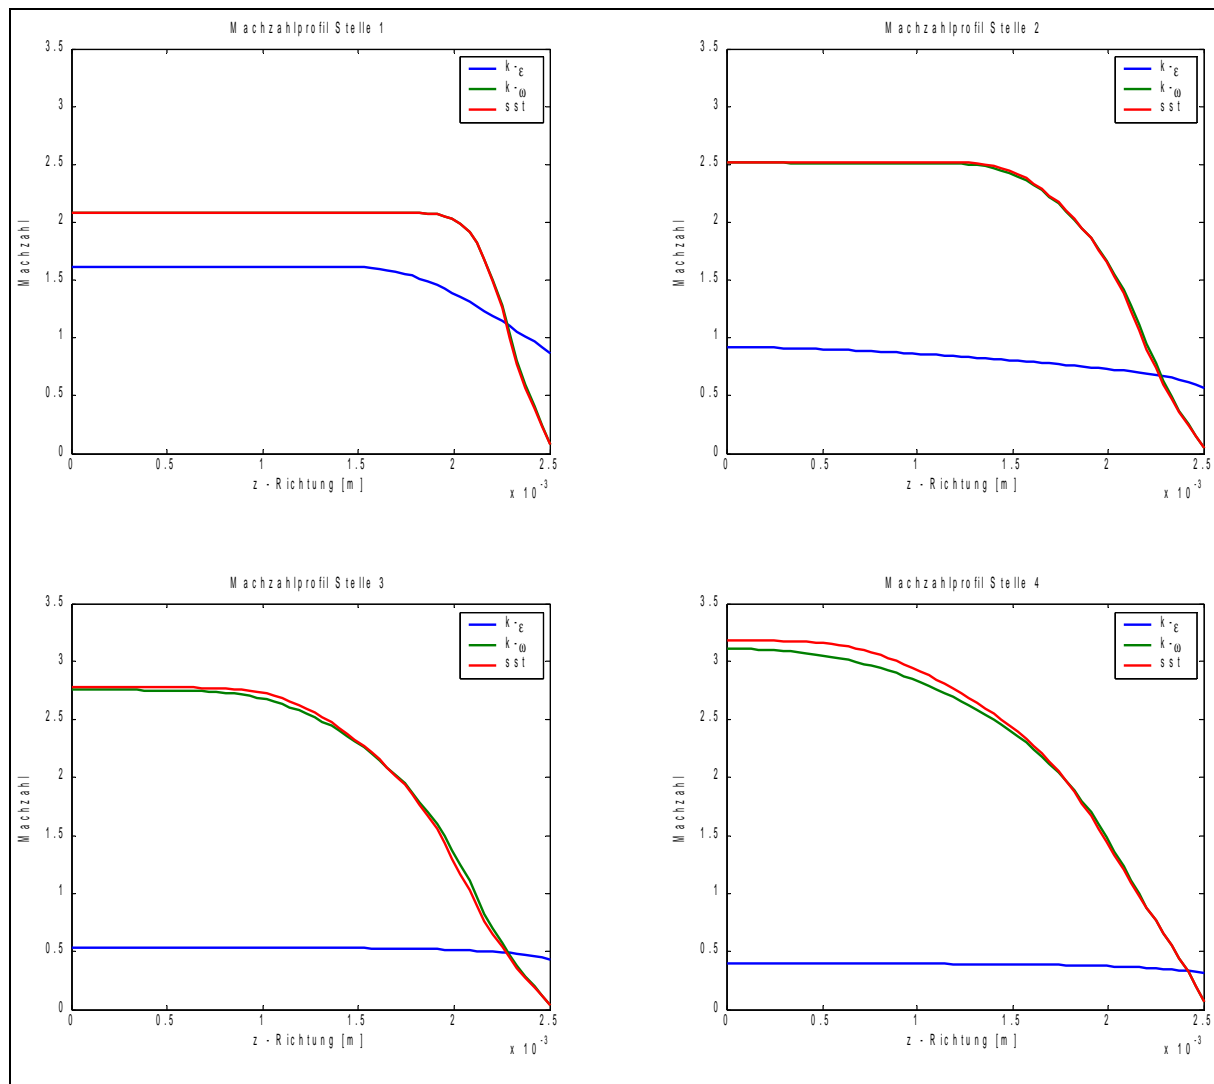 Machzahlprofil Stelle 1
3.5
3
2.5
2
1.5
1
0.5
0
Machzahl
k-ε
k-ω
sst
0 0.5 1 1.5 2 2.5
z-Richtung [m]
x 10^-3
Machzahlprofil Stelle 2
3.5
3
2.5
2
1.5
1
0.5
0
Machzahl
k-ε
k-ω
sst
0 0.5 1 1.5 2 2.5
z-Richtung [m]
x 10^-3
Machzahlprofil Stelle 3
3.5
3
2.5
2
1.5
1
0.5
0
Machzahl
k-ε
k-ω
sst
0 0.5 1 1.5 2 2.5
z-Richtung [m]
x 10^-3
Machzahlprofil Stelle 4
3.5
3
2.5
2
1.5
1
0.5
0
Machzahl
k-ε
k-ω
sst
0 0.5 1 1.5 2 2.5
z-Richtung [m]
x 10^-3